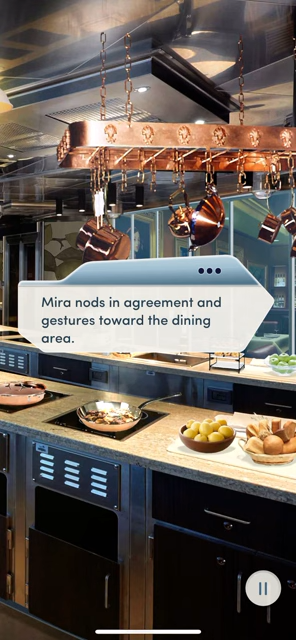 Mira nods in agreement and
gestures toward the dining
area.